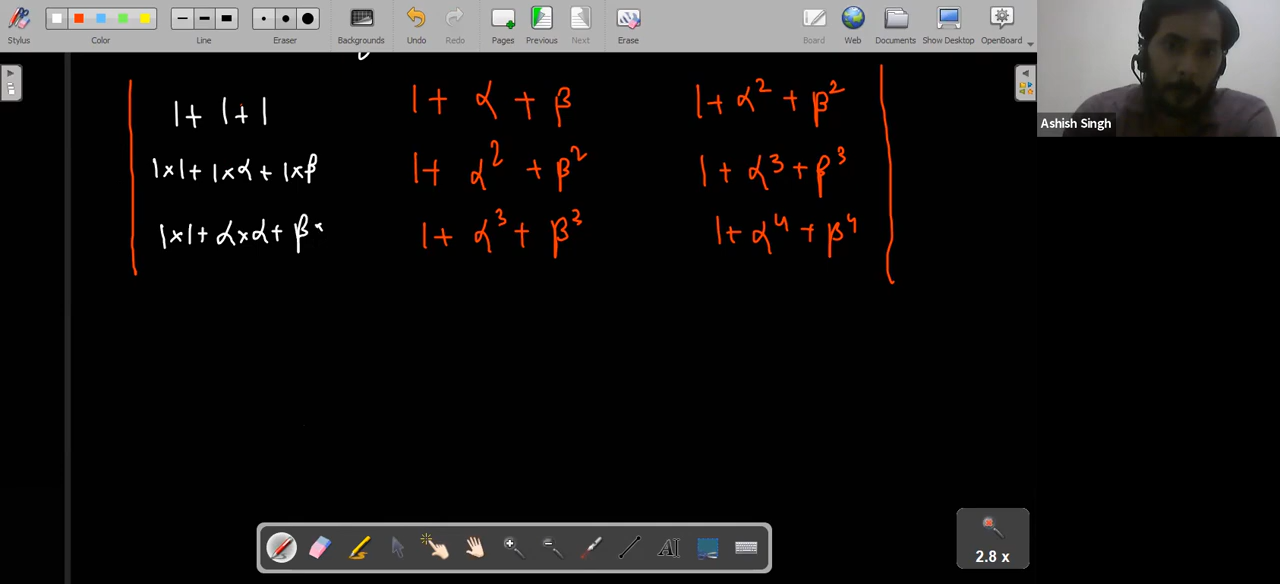 Stylus Color Line Eraser Backgrounds Undo Redo Pages Previous Next Erase Board Web Documents Show Desktop OpenBoard
Ashish Singh
1 + 1 + 1 1 + α + β 1 + α² + β²
1×1 + 1×α + 1×β 1 + α² + β² 1 + α³ + β³
1×1 + α×α + β× 1 + α³ + β³ 1 + α⁴ + β⁴
AI
2.8 x